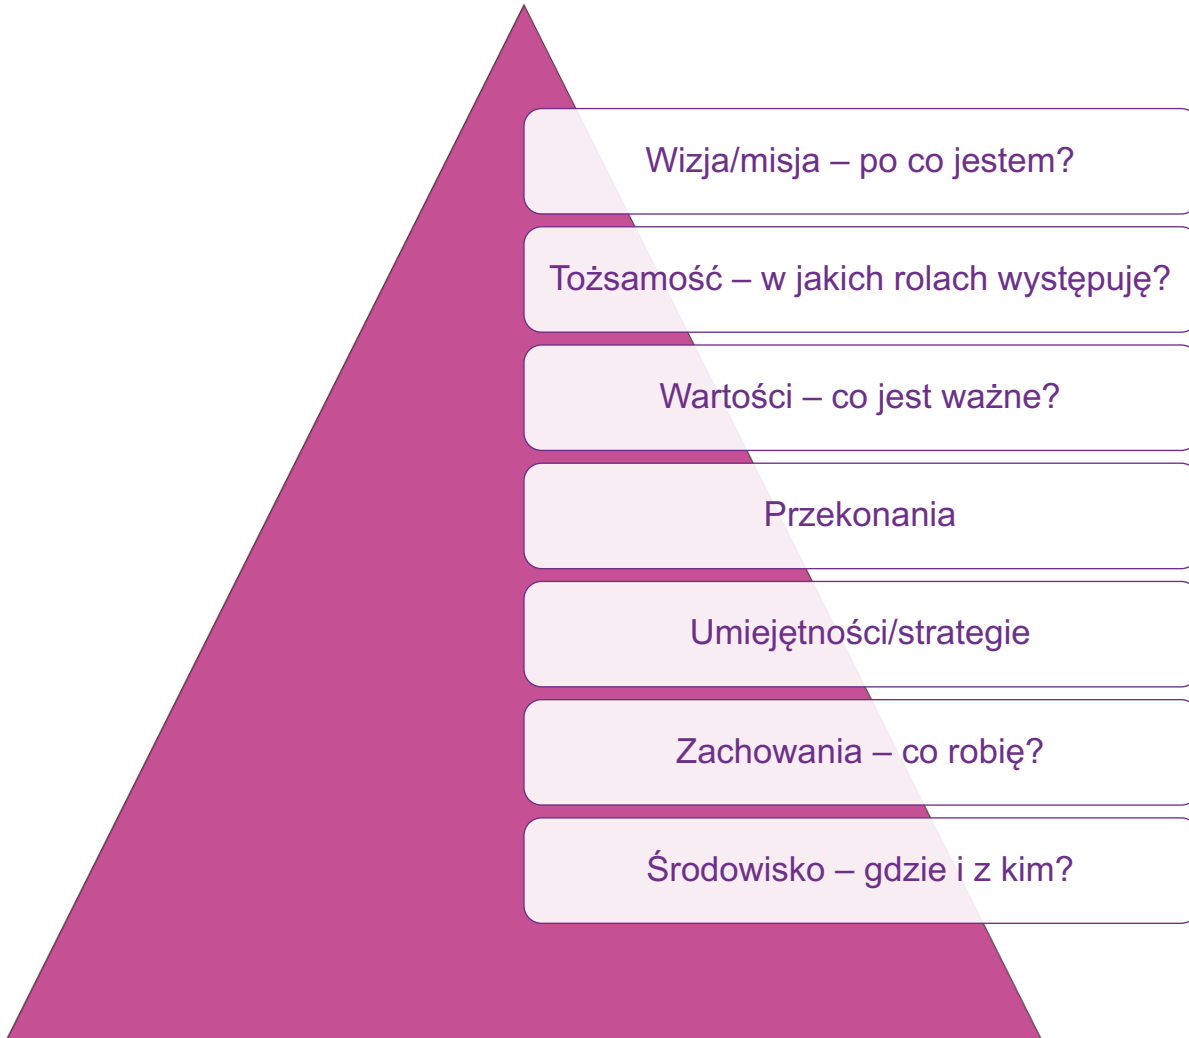 Wizja/misja – po co jestem?
Tożsamość – w jakich rolach występuję?
Wartości – co jest ważne?
Przekonania
Umiejętności/strategie
Zachowania – co robię?
Środowisko – gdzie i z kim?